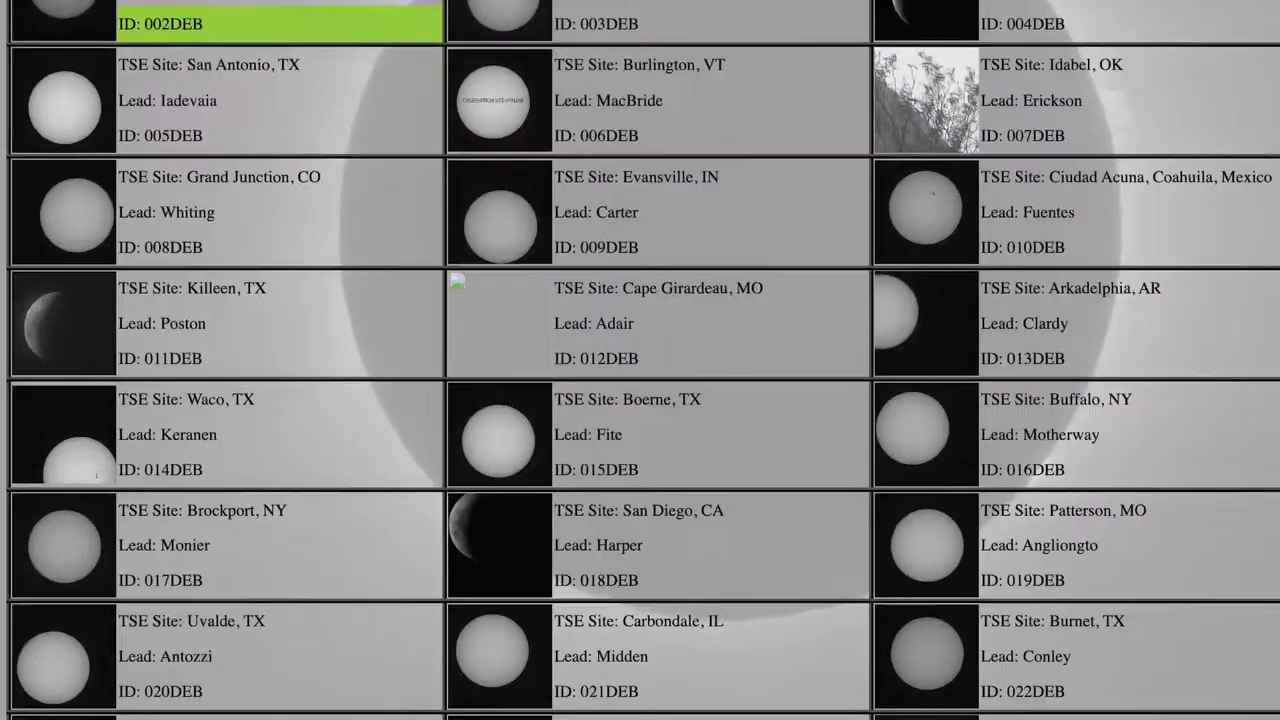 ID: 002DEB
ID: 003DEB
ID: 004DEB
TSE Site: San Antonio, TX
Lead: Iadevaia
ID: 005DEB
OBSERVATION SITE OFFLINE
TSE Site: Burlington, VT
Lead: MacBride
ID: 006DEB
TSE Site: Idabel, OK
Lead: Erickson
ID: 007DEB
TSE Site: Grand Junction, CO
Lead: Whiting
ID: 008DEB
TSE Site: Evansville, IN
Lead: Carter
ID: 009DEB
TSE Site: Ciudad Acuna, Coahuila, Mexico
Lead: Fuentes
ID: 010DEB
TSE Site: Killeen, TX
Lead: Poston
ID: 011DEB
TSE Site: Cape Girardeau, MO
Lead: Adair
ID: 012DEB
TSE Site: Arkadelphia, AR
Lead: Clardy
ID: 013DEB
TSE Site: Waco, TX
Lead: Keranen
ID: 014DEB
TSE Site: Boerne, TX
Lead: Fite
ID: 015DEB
TSE Site: Buffalo, NY
Lead: Motherway
ID: 016DEB
TSE Site: Brockport, NY
Lead: Monier
ID: 017DEB
TSE Site: San Diego, CA
Lead: Harper
ID: 018DEB
TSE Site: Patterson, MO
Lead: Angliongto
ID: 019DEB
TSE Site: Uvalde, TX
Lead: Antozzi
ID: 020DEB
TSE Site: Carbondale, IL
Lead: Midden
ID: 021DEB
TSE Site: Burnet, TX
Lead: Conley
ID: 022DEB